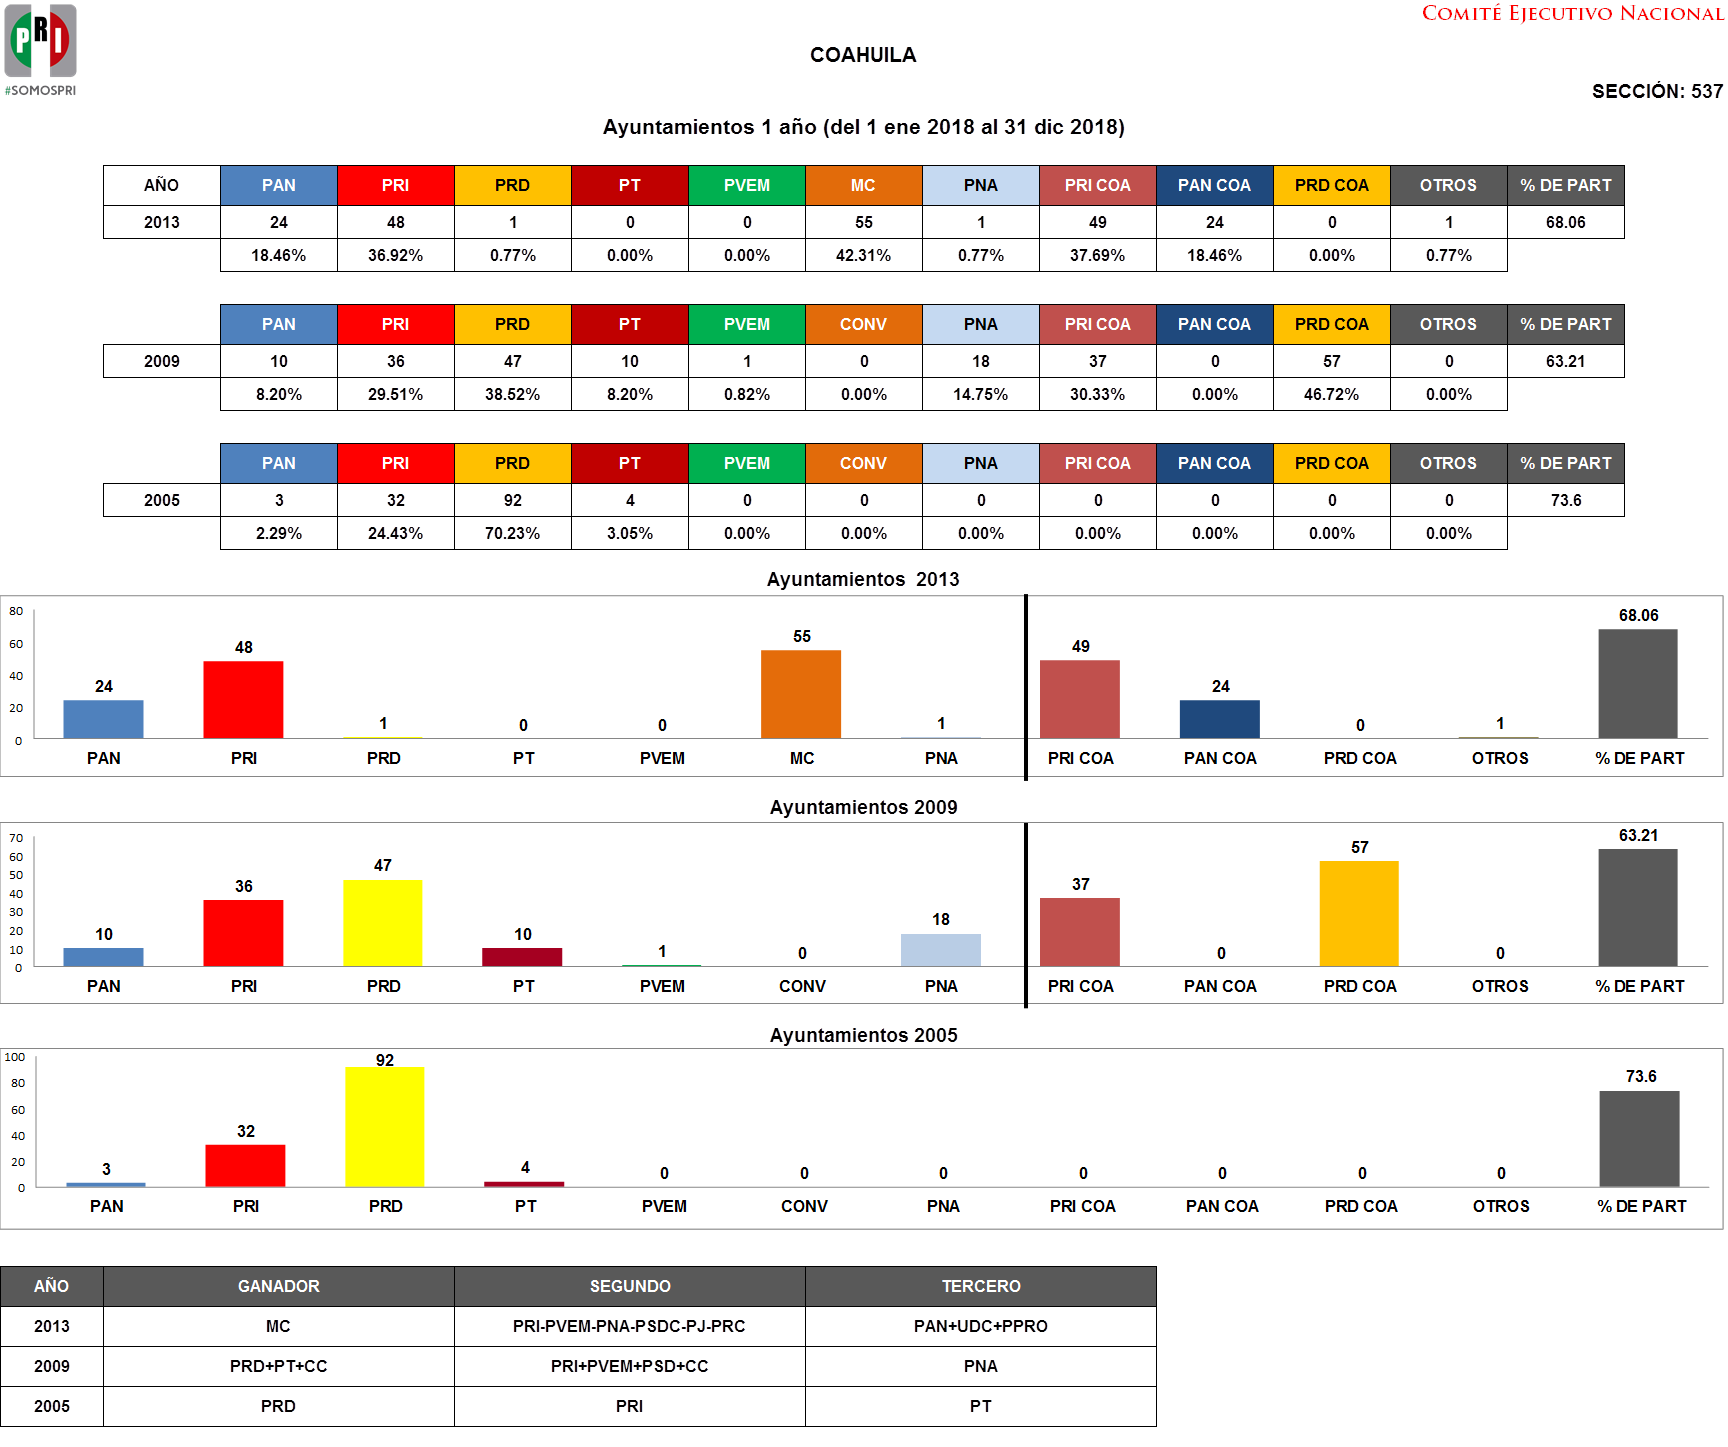 PRI
#SOMOSPRI
COMITÉ EJECUTIVO NACIONAL
COAHUILA
SECCIÓN: 537
Ayuntamientos 1 año (del 1 ene 2018 al 31 dic 2018)
AÑO PAN PRI PRD PT PVEM MC PNA PRI COA PAN COA PRD COA OTROS % DE PART
2013 24 48 1 0 0 55 1 49 24 0 1 68.06
18.46% 36.92% 0.77% 0.00% 0.00% 42.31% 0.77% 37.69% 18.46% 0.00% 0.77%
PAN PRI PRD PT PVEM CONV PNA PRI COA PAN COA PRD COA OTROS % DE PART
2009 10 36 47 10 1 0 18 37 0 57 0 63.21
8.20% 29.51% 38.52% 8.20% 0.82% 0.00% 14.75% 30.33% 0.00% 46.72% 0.00%
PAN PRI PRD PT PVEM CONV PNA PRI COA PAN COA PRD COA OTROS % DE PART
2005 3 32 92 4 0 0 0 0 0 0 0 73.6
2.29% 24.43% 70.23% 3.05% 0.00% 0.00% 0.00% 0.00% 0.00% 0.00% 0.00%
Ayuntamientos 2013
80
60
40
20
0
24 48 1 0 0 55 1 49 24 0 1 68.06
PAN PRI PRD PT PVEM MC PNA PRI COA PAN COA PRD COA OTROS % DE PART
Ayuntamientos 2009
70
60
50
40
30
20
10
0
10 36 47 10 1 0 18 37 0 57 0 63.21
PAN PRI PRD PT PVEM CONV PNA PRI COA PAN COA PRD COA OTROS % DE PART
Ayuntamientos 2005
100
80
60
40
20
0
3 32 92 4 0 0 0 0 0 0 0 73.6
PAN PRI PRD PT PVEM CONV PNA PRI COA PAN COA PRD COA OTROS % DE PART
AÑO GANADOR SEGUNDO TERCERO
2013 MC PRI-PVEM-PNA-PSDC-PJ-PRC PAN+UDC+PPRO
2009 PRD+PT+CC PRI+PVEM+PSD+CC PNA
2005 PRD PRI PT